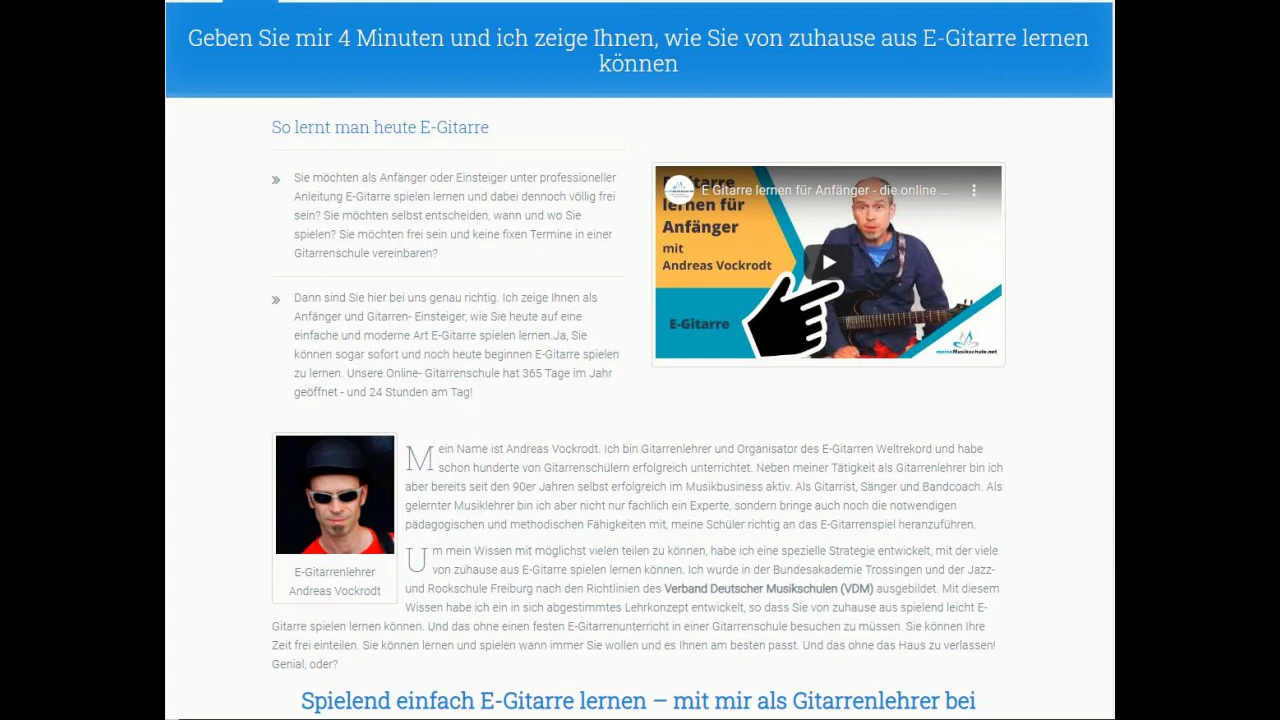 Geben Sie mir 4 Minuten und ich zeige Ihnen, wie Sie von zuhause aus E-Gitarre lernen
können
So lernt man heute E-Gitarre
Sie möchten als Anfänger oder Einsteiger unter professioneller
Anleitung E-Gitarre spielen lernen und dabei dennoch völlig frei
sein? Sie möchten selbst entscheiden, wann und wo Sie
spielen? Sie möchten frei sein und keine fixen Termine in einer
Gitarrenschule vereinbaren?
Dann sind Sie hier bei uns genau richtig. Ich zeige Ihnen als
Anfänger und Gitarren- Einsteiger, wie Sie heute auf eine
einfache und moderne Art E-Gitarre spielen lernen.Ja, Sie
können sogar sofort und noch heute beginnen E-Gitarre spielen
zu lernen. Unsere Online- Gitarrenschule hat 365 Tage im Jahr
geöffnet - und 24 Stunden am Tag!
E Gitarre lernen für Anfänger - die online ...
E-Gitarre
lernen für
Anfänger
mit
Andreas Vockrodt
E-Gitarre
meineMusikschule.net
E-Gitarrenlehrer
Andreas Vockrodt
Mein Name ist Andreas Vockrodt. Ich bin Gitarrenlehrer und Organisator des E-Gitarren Weltrekord und habe
schon hunderte von Gitarrenschülern erfolgreich unterrichtet. Neben meiner Tätigkeit als Gitarrenlehrer bin ich
aber bereits seit den 90er Jahren selbst erfolgreich im Musikbusiness aktiv. Als Gitarrist, Sänger und Bandcoach. Als
gelernter Musiklehrer bin ich aber nicht nur fachlich ein Experte, sondern bringe auch noch die notwendigen
pädagogischen und methodischen Fähigkeiten mit, meine Schüler richtig an das E-Gitarrenspiel heranzuführen.
Um mein Wissen mit möglichst vielen teilen zu können, habe ich eine spezielle Strategie entwickelt, mit der viele
von zuhause aus E-Gitarre spielen lernen können. Ich wurde in der Bundesakademie Trossingen und der Jazz-
und Rockschule Freiburg nach den Richtlinien des Verband Deutscher Musikschulen (VDM) ausgebildet. Mit diesem
Wissen habe ich ein in sich abgestimmtes Lehrkonzept entwickelt, so dass Sie von zuhause aus spielend leicht E-
Gitarre spielen lernen können. Und das ohne einen festen E-Gitarrenunterricht in einer Gitarrenschule besuchen zu müssen. Sie können Ihre
Zeit frei einteilen. Sie können lernen und spielen wann immer Sie wollen und es Ihnen am besten passt. Und das ohne das Haus zu verlassen!
Genial, oder?
Spielend einfach E-Gitarre lernen – mit mir als Gitarrenlehrer bei